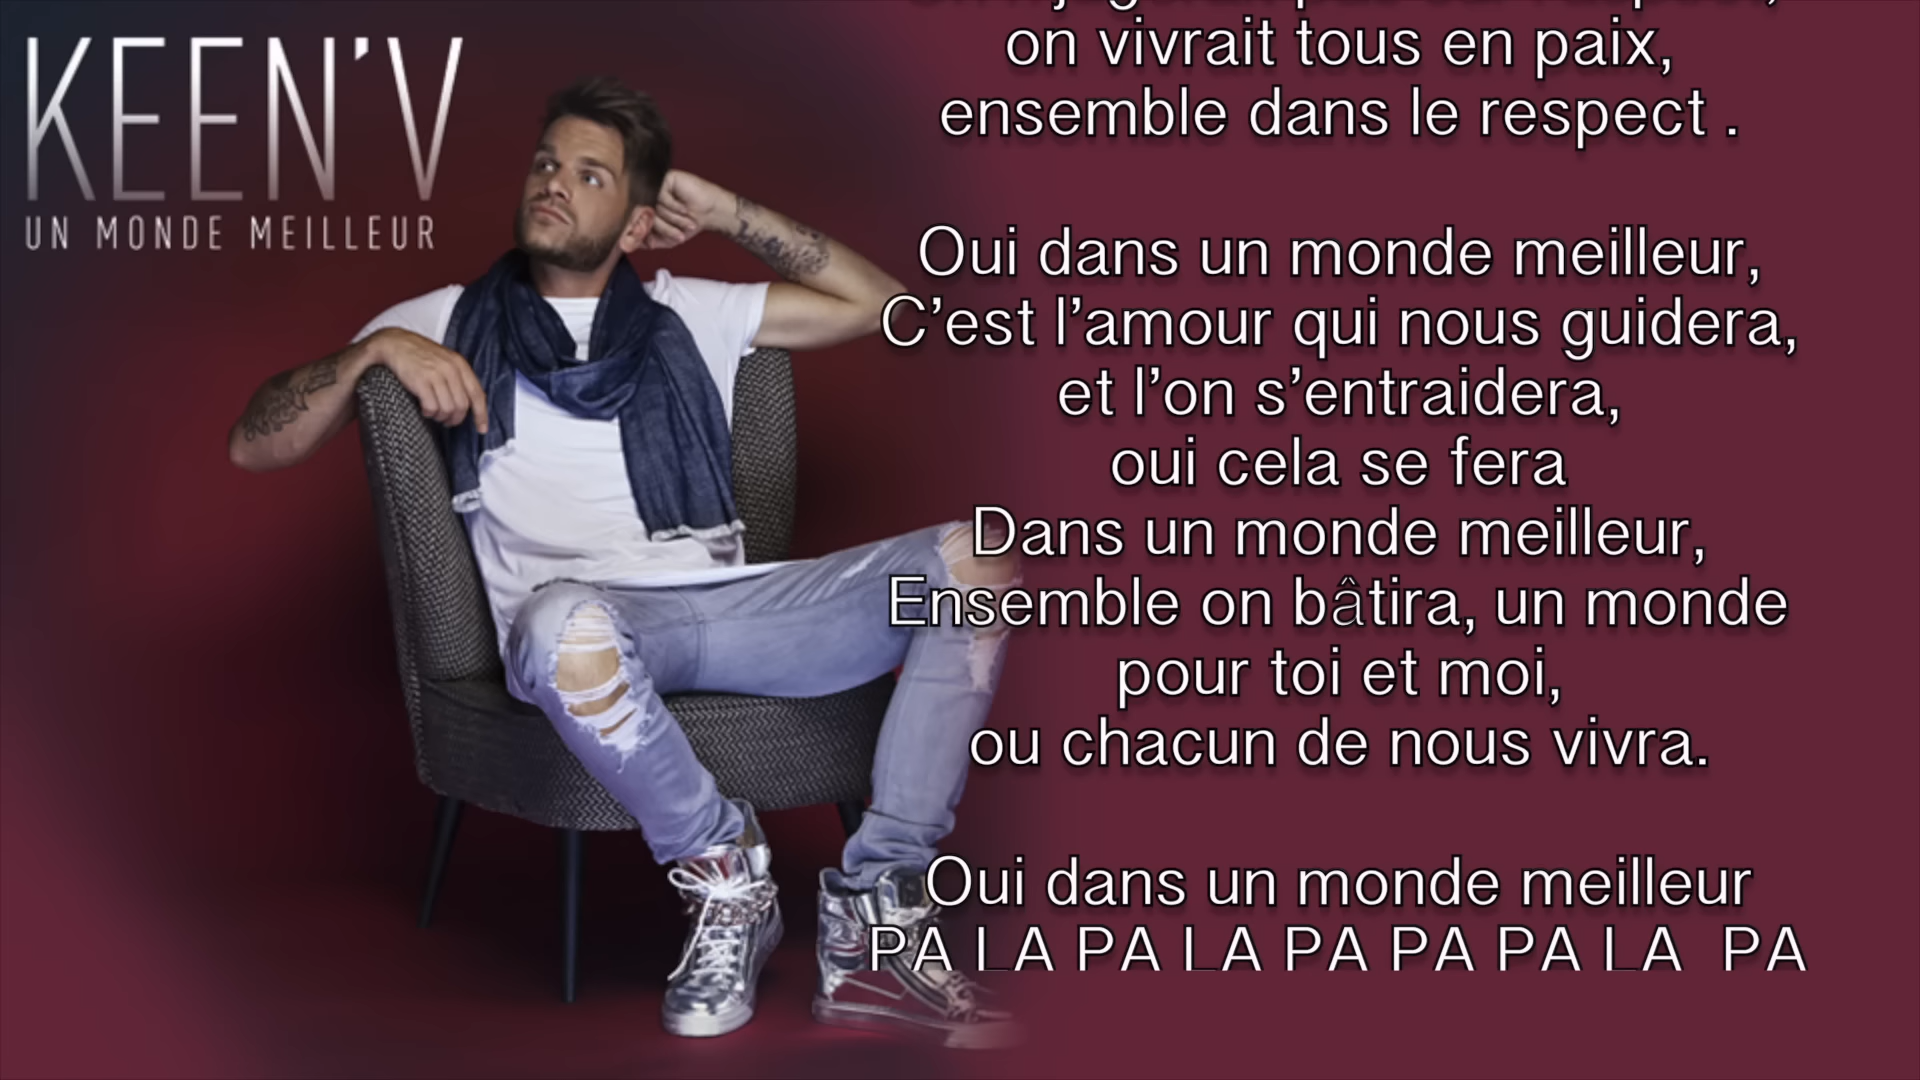 KEEN'V
UN MONDE MEILLEUR
on vivrait tous en paix,
ensemble dans le respect .
Oui dans un monde meilleur,
C’est l’amour qui nous guidera,
et l’on s’entraidera,
oui cela se fera
Dans un monde meilleur,
Ensemble on bâtira, un monde
pour toi et moi,
ou chacun de nous vivra.
Oui dans un monde meilleur
PA LA PA LA PA PA PA LA PA